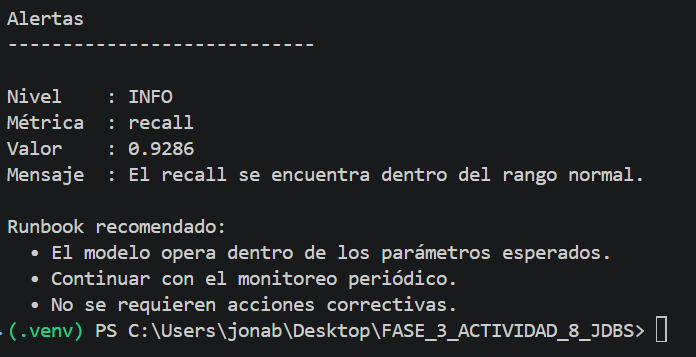 Alertas
----------------------------
Nivel    : INFO
Métrica  : recall
Valor    : 0.9286
Mensaje  : El recall se encuentra dentro del rango normal.
Runbook recomendado:
  • El modelo opera dentro de los parámetros esperados.
  • Continuar con el monitoreo periódico.
  • No se requieren acciones correctivas.
(.venv) PS C:\Users\jonab\Desktop\FASE_3_ACTIVIDAD_8_JDBS>